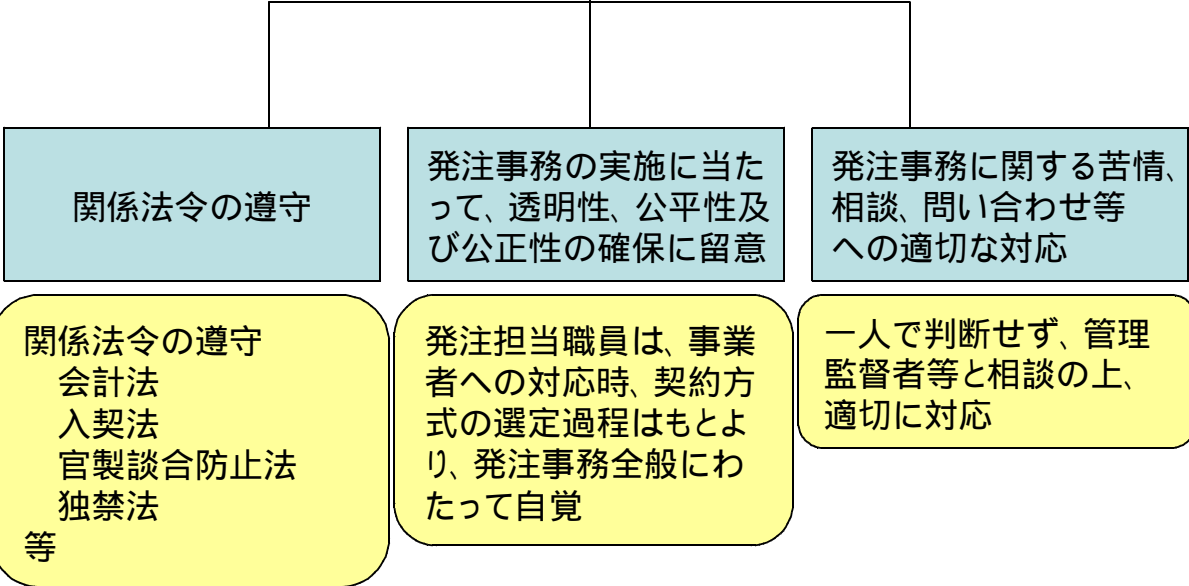 関係法令の遵守
発注事務の実施に当た
って、透明性、公平性及
び公正性の確保に留意
発注事務に関する苦情、
相談、問い合わせ等
への適切な対応
関係法令の遵守
会計法
入契法
官製談合防止法
独禁法
等
発注担当職員は、事業
者への対応時、契約方
式の選定過程はもとよ
り、発注事務全般にわ
たって自覚
一人で判断せず、管理
監督者等と相談の上、
適切に対応